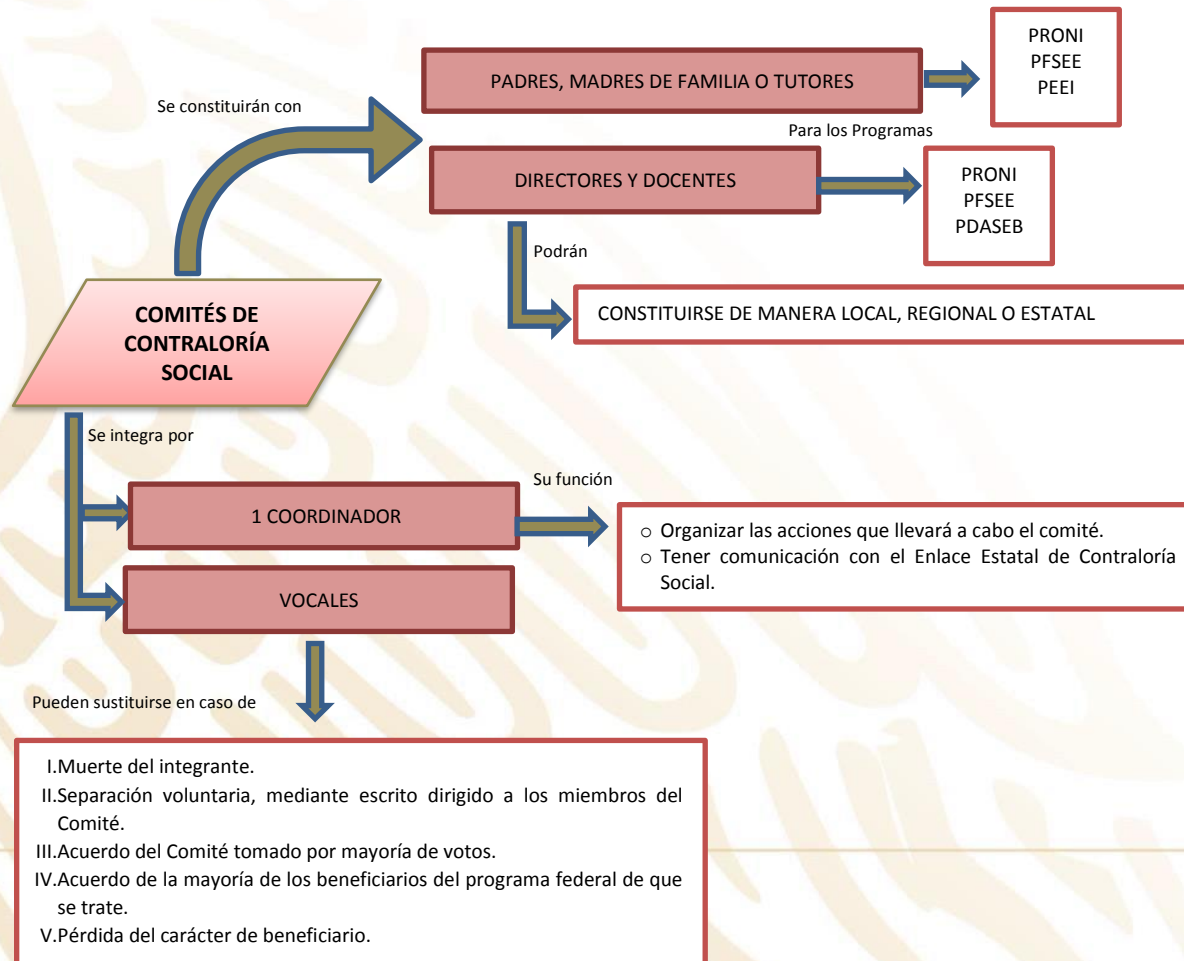 PRONI
PFSEE
PEEI
PADRES, MADRES DE FAMILIA O TUTORES
Se constituirán con
Para los Programas
DIRECTORES Y DOCENTES
PRONI
PFSEE
PDASEB
Podrán
CONSTITUIRSE DE MANERA LOCAL, REGIONAL O ESTATAL
COMITÉS DE
CONTRALORÍA
SOCIAL
Se integra por
Su función
1 COORDINADOR
o Organizar las acciones que llevará a cabo el comité.
o Tener comunicación con el Enlace Estatal de Contraloría
Social.
VOCALES
Pueden sustituirse en caso de
I.Muerte del integrante.
II.Separación voluntaria, mediante escrito dirigido a los miembros del
Comité.
III.Acuerdo del Comité tomado por mayoría de votos.
IV.Acuerdo de la mayoría de los beneficiarios del programa federal de que
se trate.
V.Pérdida del carácter de beneficiario.